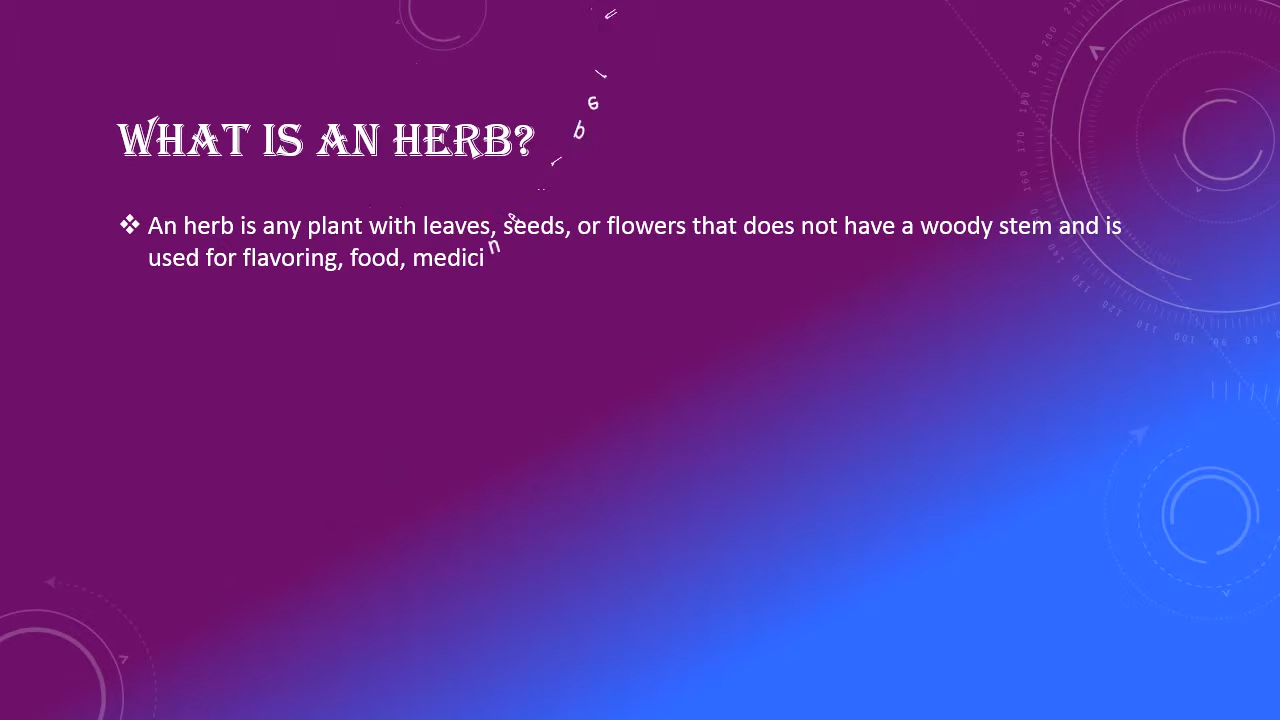 WHAT IS AN HERB?
❖ An herb is any plant with leaves, seeds, or flowers that does not have a woody stem and is
used for flavoring, food, medicin